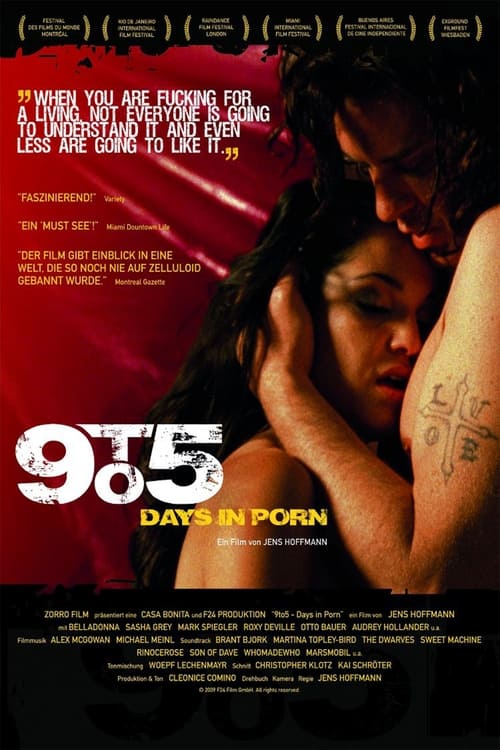 FESTIVAL
DES FILMS DU MONDE
MONTRÉAL
RIO DE JANEIRO
INTERNATIONAL
FILM FESTIVAL
RAINDANCE
FILM FESTIVAL
LONDON
MIAMI
INTERNATIONAL
FILM FESTIVAL
BUENOS AIRES
FESTIVAL INTERNATIONAL
DE CINE INDEPENDIENTE
EXGROUND
FILMFEST
WIESBADEN
"WHEN YOU ARE FUCKING FOR
A LIVING, NOT EVERYONE IS GOING
TO UNDERSTAND IT AND EVEN
LESS ARE GOING TO LIKE IT."
"FASZINIEREND!" Variety
"EIN 'MUST SEE'!" Miami Dountown Life
"DER FILM GIBT EINBLICK IN EINE
WELT, DIE SO NOCH NIE AUF ZELLULOID
GEBANNT WURDE." Montreal Gazette
L V
O E
9TO5
DAYS IN PORN
Ein Film von JENS HOFFMANN
ZORRO FILM präsentiert eine CASA BONITA und F24 PRODUKTION "9to5 - Days in Porn" ein Film von JENS HOFFMANN
mit BELLADONNA SASHA GREY MARK SPIEGLER ROXY DEVILLE OTTO BAUER AUDREY HOLLANDER u.a.
Filmmusik ALEX MCGOWAN MICHAEL MEINL Soundtrack BRANT BJORK MARTINA TOPLEY-BIRD THE DWARVES SWEET MACHINE
RINOCEROSE SON OF DAVE WHOMADEWHO MARSMOBIL u.a.
Tonmischung WOEPF LECHENMAYR Schnitt CHRISTOPHER KLOTZ KAI SCHRÖTER
Produktion & Ton CLEONICE COMINO Drehbuch Kamera Regie JENS HOFFMANN
© 2009 F24 Film GmbH. All rights reserved.